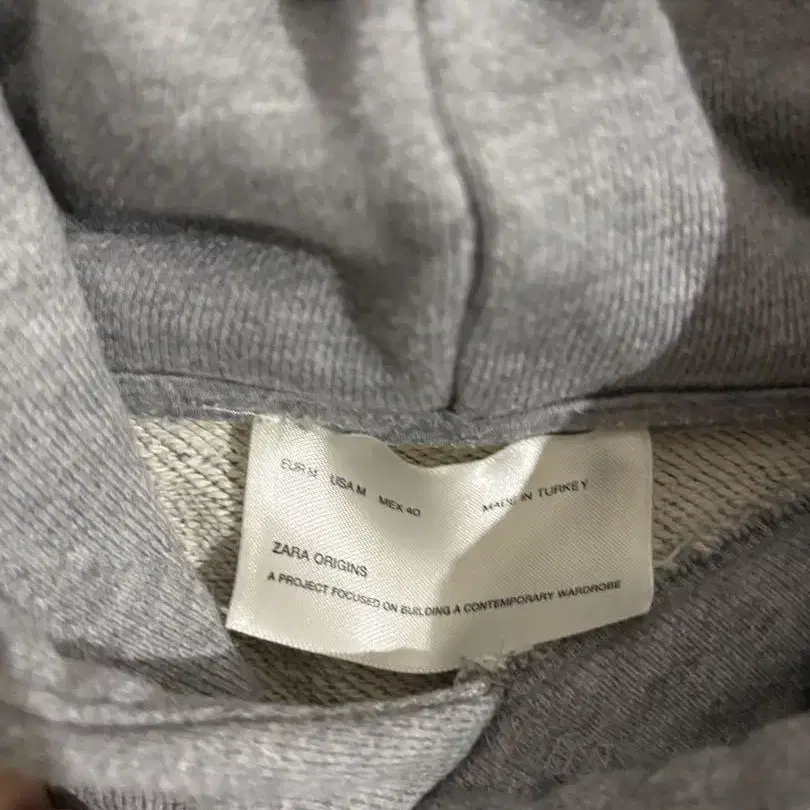 EUR M USA M MEX 40 MADE IN TURKEY
ZARA ORIGINS
A PROJECT FOCUSED ON BUILDING A CONTEMPORARY WARDROBE